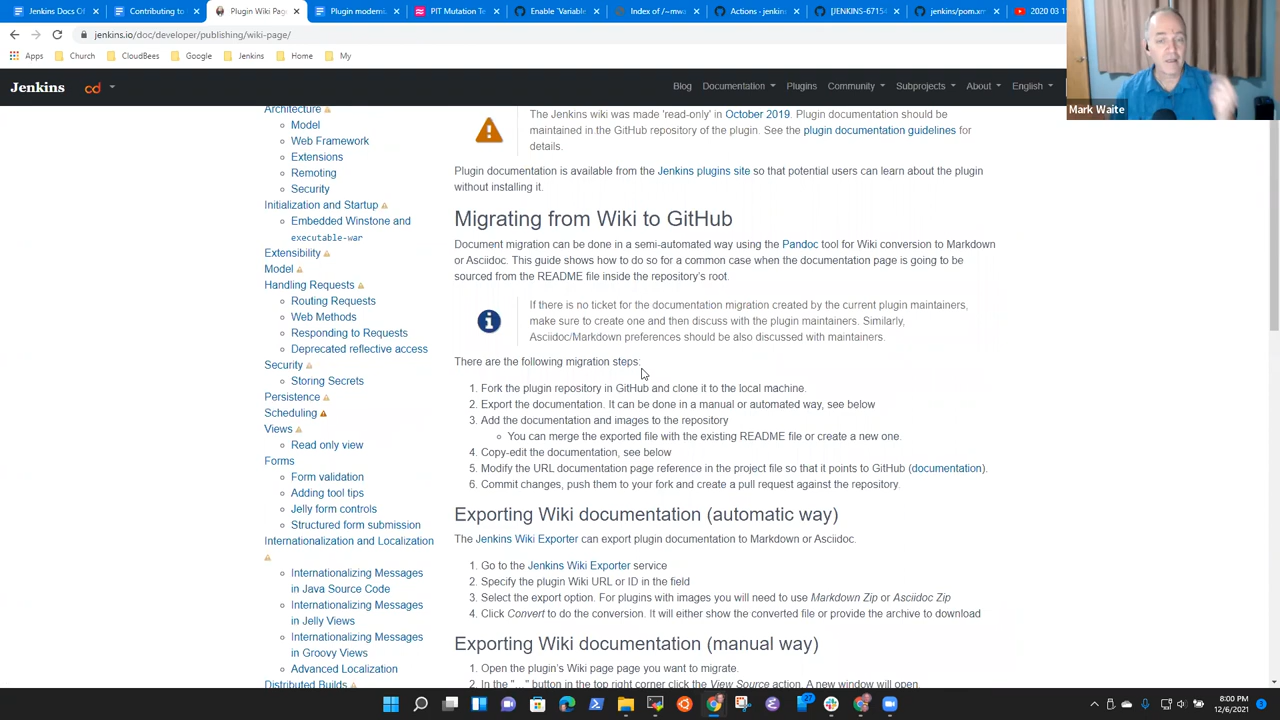 Jenkins Docs Of
Contributing to
Plugin Wiki Pag
Plugin moderni
PIT Mutation Te
Enable 'Variabl
Index of /~mw
Actions · jenkin
[JENKINS-67154
jenkins/pom.xm
2020 03 1
jenkins.io/doc/developer/publishing/wiki-page/
Apps
Church
CloudBees
Google
Jenkins
Home
My
Mark Waite
Jenkins
cd
Blog
Documentation
Plugins
Community
Subprojects
About
English
Architecture
Model
Web Framework
Extensions
Remoting
Security
Initialization and Startup
Embedded Winstone and
executable-war
Extensibility
Model
Handling Requests
Routing Requests
Web Methods
Responding to Requests
Deprecated reflective access
Security
Storing Secrets
Persistence
Scheduling
Views
Read only view
Forms
Form validation
Adding tool tips
Jelly form controls
Structured form submission
Internationalization and Localization
Internationalizing Messages
in Java Source Code
Internationalizing Messages
in Jelly Views
Internationalizing Messages
in Groovy Views
Advanced Localization
Distributed Builds
The Jenkins wiki was made 'read-only' in October 2019. Plugin documentation should be
maintained in the GitHub repository of the plugin. See the plugin documentation guidelines for
details.
Plugin documentation is available from the Jenkins plugins site so that potential users can learn about the plugin
without installing it.
Migrating from Wiki to GitHub
Document migration can be done in a semi-automated way using the Pandoc tool for Wiki conversion to Markdown
or Asciidoc. This guide shows how to do so for a common case when the documentation page is going to be
sourced from the README file inside the repository's root.
If there is no ticket for the documentation migration created by the current plugin maintainers,
make sure to create one and then discuss with the plugin maintainers. Similarly,
Asciidoc/Markdown preferences should be also discussed with maintainers.
There are the following migration steps:
1. Fork the plugin repository in GitHub and clone it to the local machine.
2. Export the documentation. It can be done in a manual or automated way, see below
3. Add the documentation and images to the repository
You can merge the exported file with the existing README file or create a new one.
4. Copy-edit the documentation, see below
5. Modify the URL documentation page reference in the project file so that it points to GitHub (documentation).
6. Commit changes, push them to your fork and create a pull request against the repository.
Exporting Wiki documentation (automatic way)
The Jenkins Wiki Exporter can export plugin documentation to Markdown or Asciidoc.
1. Go to the Jenkins Wiki Exporter service
2. Specify the plugin Wiki URL or ID in the field
3. Select the export option. For plugins with images you will need to use Markdown Zip or Asciidoc Zip
4. Click Convert to do the conversion. It will either show the converted file or provide the archive to download
Exporting Wiki documentation (manual way)
1. Open the plugin's Wiki page page you want to migrate.
2. In the "..." button in the top right corner click the View Source action. A new window will open.
27
8:00 PM
12/6/2021